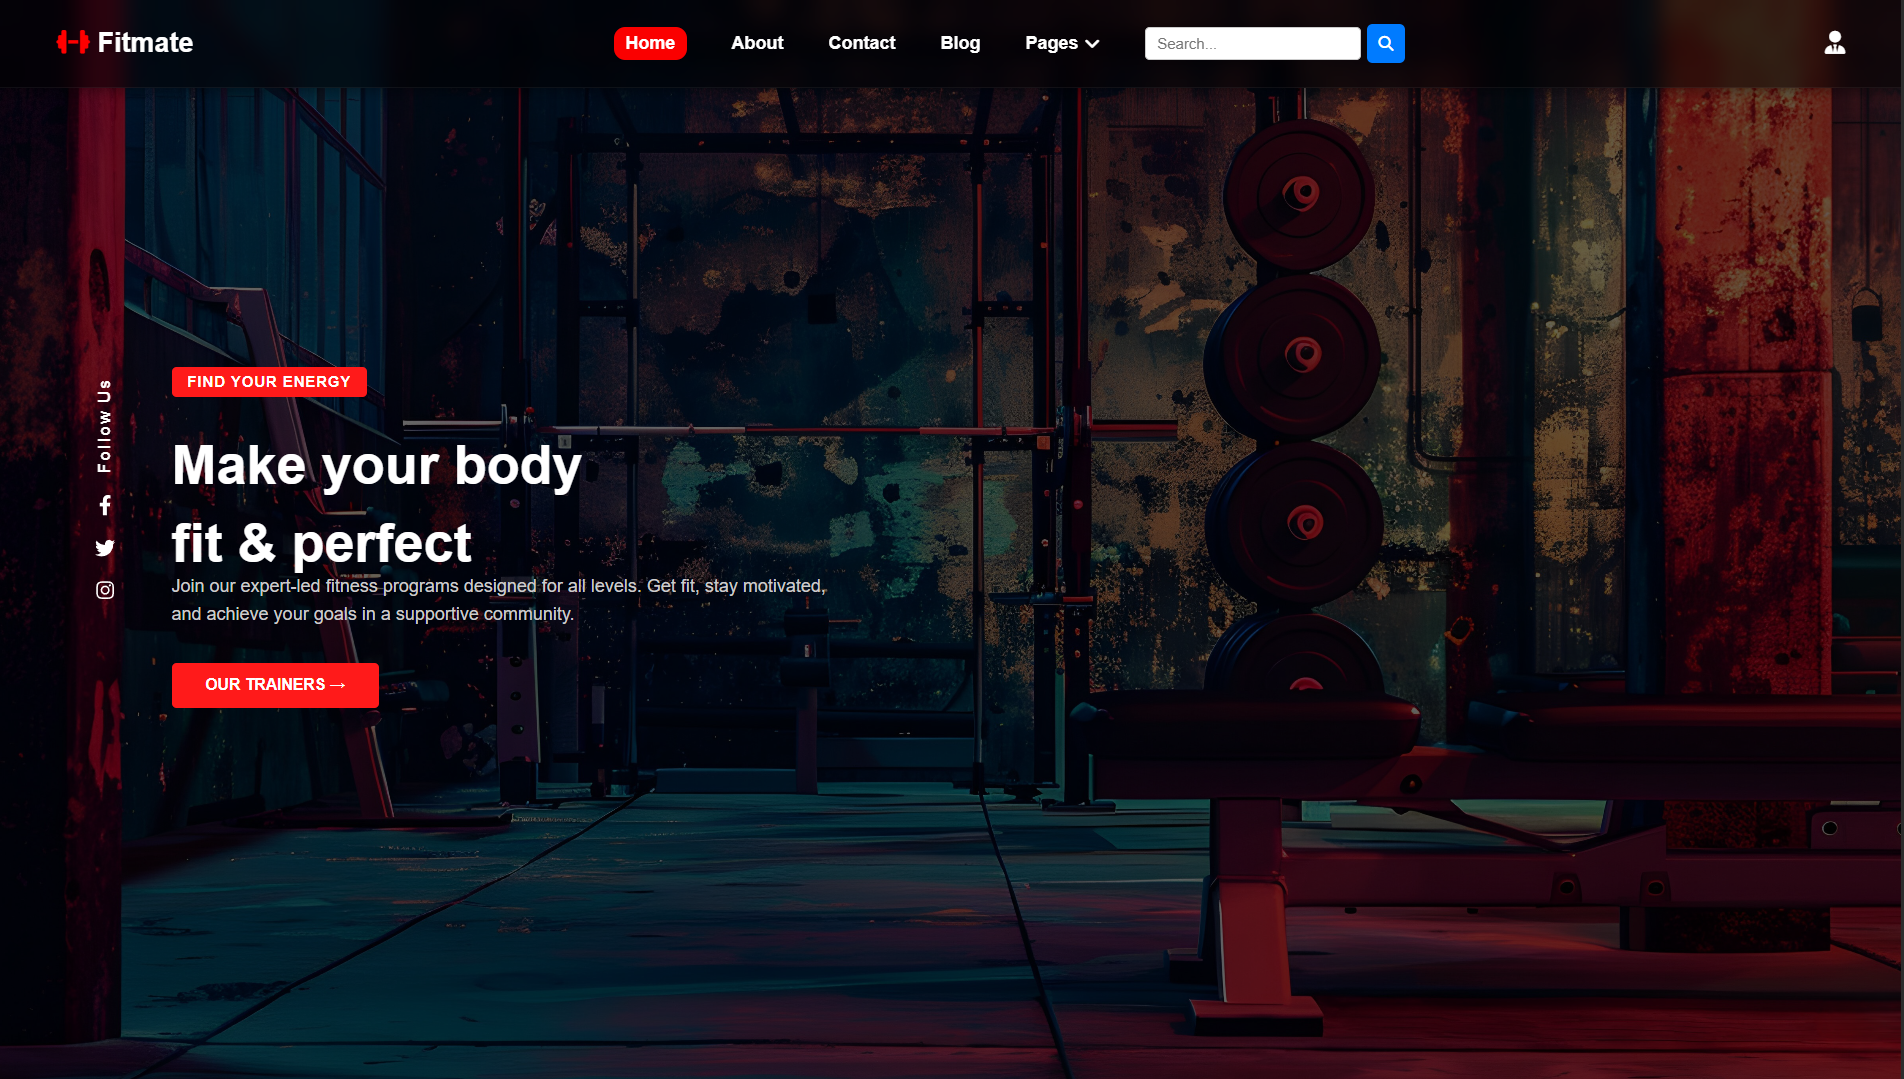 Fitmate
Home
About
Contact
Blog
Pages
Search...
Follow Us
FIND YOUR ENERGY
Make your body
fit & perfect
Join our expert-led fitness programs designed for all levels. Get fit, stay motivated,
and achieve your goals in a supportive community.
OUR TRAINERS →